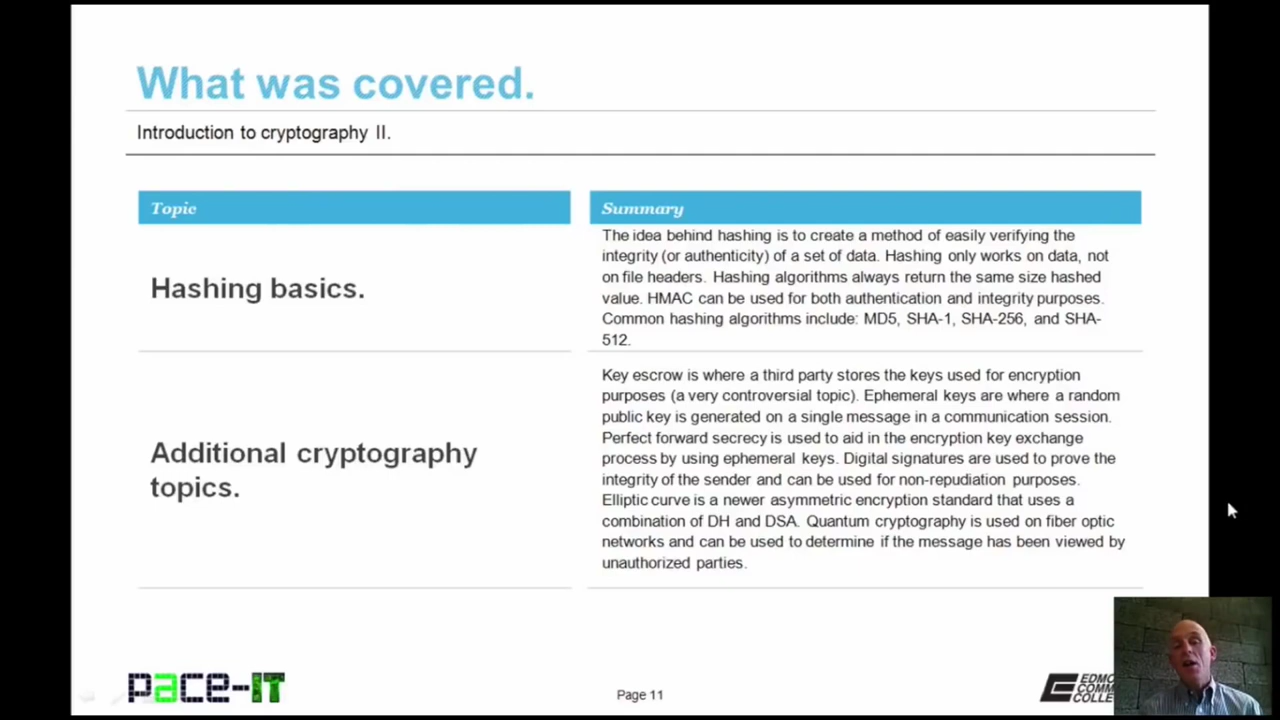 What was covered.
Introduction to cryptography II.
Topic
Summary
Hashing basics.
The idea behind hashing is to create a method of easily verifying the
integrity (or authenticity) of a set of data. Hashing only works on data, not
on file headers. Hashing algorithms always return the same size hashed
value. HMAC can be used for both authentication and integrity purposes.
Common hashing algorithms include: MD5, SHA-1, SHA-256, and SHA-
512.
Additional cryptography
topics.
Key escrow is where a third party stores the keys used for encryption
purposes (a very controversial topic). Ephemeral keys are where a random
public key is generated on a single message in a communication session.
Perfect forward secrecy is used to aid in the encryption key exchange
process by using ephemeral keys. Digital signatures are used to prove the
integrity of the sender and can be used for non-repudiation purposes.
Elliptic curve is a newer asymmetric encryption standard that uses a
combination of DH and DSA. Quantum cryptography is used on fiber optic
networks and can be used to determine if the message has been viewed by
unauthorized parties.
pace-IT
Page 11